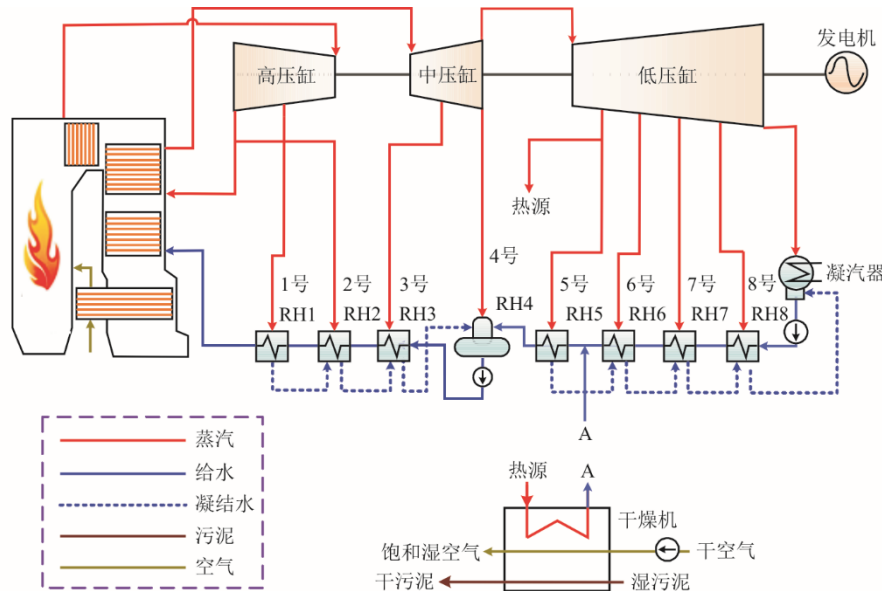 发电机
高压缸
中压缸
低压缸
热源
凝汽器
1号
RH1
2号
RH2
3号
RH3
4号
RH4
5号
RH5
6号
RH6
7号
RH7
8号
RH8
A
蒸汽
给水
凝结水
污泥
空气
热源
A
干燥机
饱和湿空气
干空气
干污泥
湿污泥